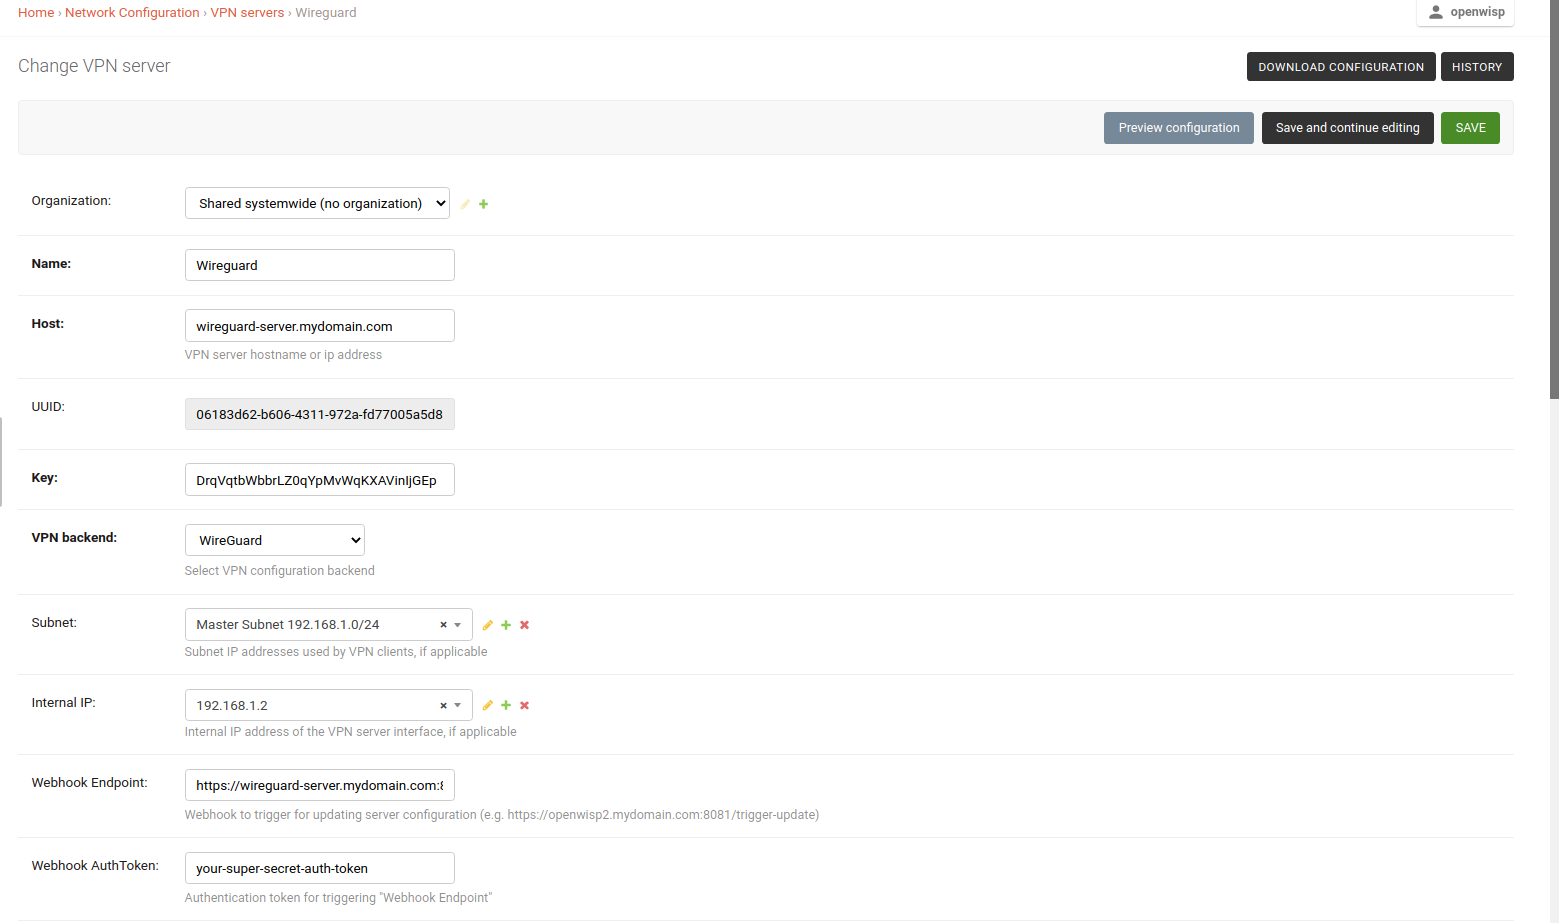 Home › Network Configuration › VPN servers › Wireguard
openwisp
Change VPN server
DOWNLOAD CONFIGURATION
HISTORY
Preview configuration
Save and continue editing
SAVE
Organization:
Shared systemwide (no organization)
Name:
Wireguard
Host:
wireguard-server.mydomain.com
VPN server hostname or ip address
UUID:
06183d62-b606-4311-972a-fd77005a5d8
Key:
DrqVqtbWbbrLZ0qYpMvWqKXAVinIjGEp
VPN backend:
WireGuard
Select VPN configuration backend
Subnet:
Master Subnet 192.168.1.0/24
Subnet IP addresses used by VPN clients, if applicable
Internal IP:
192.168.1.2
Internal IP address of the VPN server interface, if applicable
Webhook Endpoint:
https://wireguard-server.mydomain.com:8
Webhook to trigger for updating server configuration (e.g. https://openwisp2.mydomain.com:8081/trigger-update)
Webhook AuthToken:
your-super-secret-auth-token
Authentication token for triggering "Webhook Endpoint"